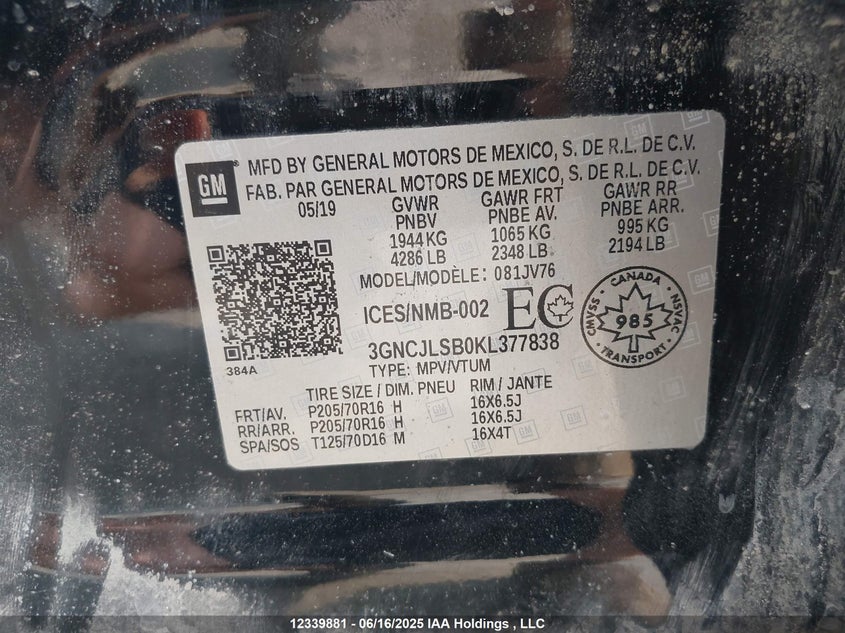 GM MFD BY GENERAL MOTORS DE MEXICO, S. DE R.L. DE C.V.
FAB. PAR GENERAL MOTORS DE MEXICO, S. DE R.L. DE C.V.
05/19 GVWR GAWR FRT GAWR RR
PNBV PNBE AV. PNBE ARR.
1944 KG 1065 KG 995 KG
4286 LB 2348 LB 2194 LB
MODEL/MODÈLE: 081JV76
ICES/NMB-002 EC
CANADA
CMVSS 985 NSVAC
TRANSPORT
3GNCJLSB0KL377838
384A
TYPE: MPV/VTUM
TIRE SIZE / DIM. PNEU RIM / JANTE
FRT/AV. P205/70R16 H 16X6.5J
RR/ARR. P205/70R16 H 16X6.5J
SPA/SOS T125/70D16 M 16X4T
12339881 - 06/16/2025 IAA Holdings , LLC